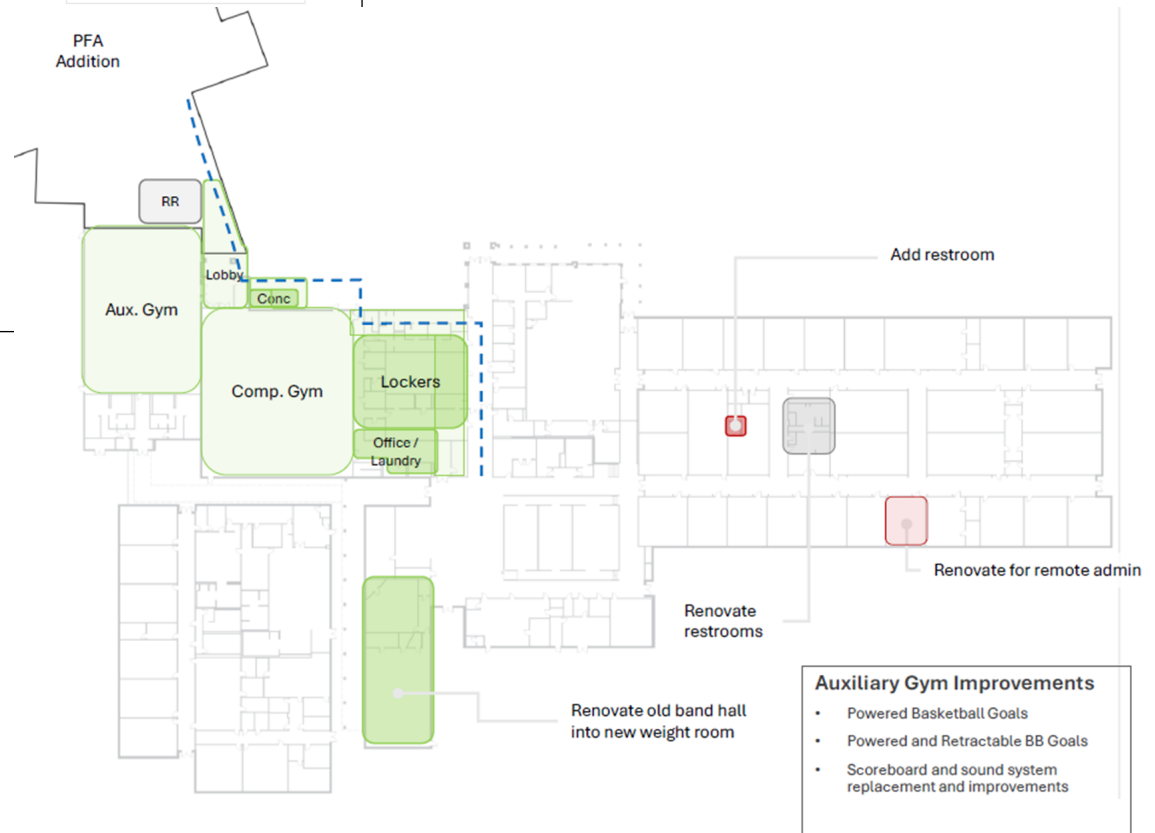 PFA
Addition
RR
Lobby
Conc
Aux. Gym
Comp. Gym
Lockers
Office /
Laundry
Add restroom
Renovate for remote admin
Renovate
restrooms
Renovate old band hall
into new weight room
Auxiliary Gym Improvements
• Powered Basketball Goals
• Powered and Retractable BB Goals
• Scoreboard and sound system
replacement and improvements